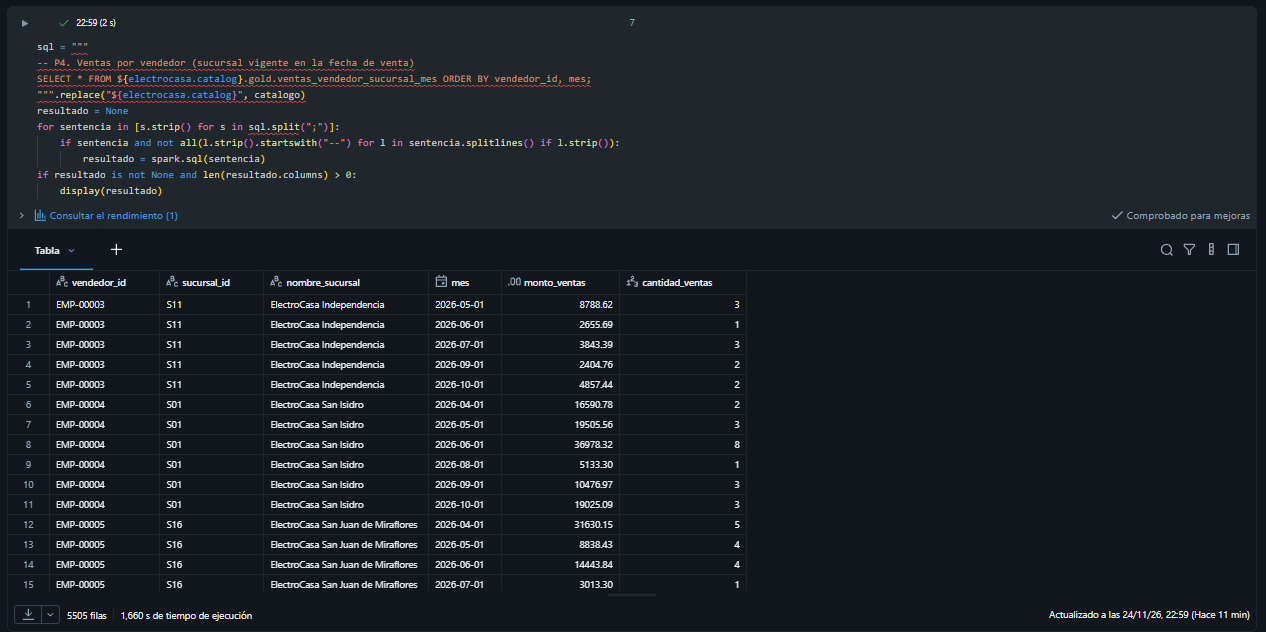 22:59 (2 s)
7
sql = """
-- P4. Ventas por vendedor (sucursal vigente en la fecha de venta)
SELECT * FROM ${electrocasa.catalog}.gold.ventas_vendedor_sucursal_mes ORDER BY vendedor_id, mes;
""".replace("${electrocasa.catalog}", catalogo)
resultado = None
for sentencia in [s.strip() for s in sql.split(";")]:
if sentencia and not all(l.strip().startswith("--") for l in sentencia.splitlines() if l.strip()):
resultado = spark.sql(sentencia)
if resultado is not None and len(resultado.columns) > 0:
display(resultado)
Consultar el rendimiento (1)
Comprobado para mejoras
Tabla
vendedor_id sucursal_id nombre_sucursal mes .00 monto_ventas cantidad_ventas
1 EMP-00003 S11 ElectroCasa Independencia 2026-05-01 8788.62 3
2 EMP-00003 S11 ElectroCasa Independencia 2026-06-01 2655.69 1
3 EMP-00003 S11 ElectroCasa Independencia 2026-07-01 3843.39 3
4 EMP-00003 S11 ElectroCasa Independencia 2026-09-01 2404.76 2
5 EMP-00003 S11 ElectroCasa Independencia 2026-10-01 4857.44 2
6 EMP-00004 S01 ElectroCasa San Isidro 2026-04-01 16590.78 2
7 EMP-00004 S01 ElectroCasa San Isidro 2026-05-01 19505.56 3
8 EMP-00004 S01 ElectroCasa San Isidro 2026-06-01 36978.32 8
9 EMP-00004 S01 ElectroCasa San Isidro 2026-08-01 5133.30 1
10 EMP-00004 S01 ElectroCasa San Isidro 2026-09-01 10476.97 3
11 EMP-00004 S01 ElectroCasa San Isidro 2026-10-01 19025.09 3
12 EMP-00005 S16 ElectroCasa San Juan de Miraflores 2026-04-01 31630.15 5
13 EMP-00005 S16 ElectroCasa San Juan de Miraflores 2026-05-01 8838.43 4
14 EMP-00005 S16 ElectroCasa San Juan de Miraflores 2026-06-01 14443.84 4
15 EMP-00005 S16 ElectroCasa San Juan de Miraflores 2026-07-01 3013.30 1
5505 filas 1,660 s de tiempo de ejecución
Actualizado a las 24/11/26, 22:59 (Hace 11 min)